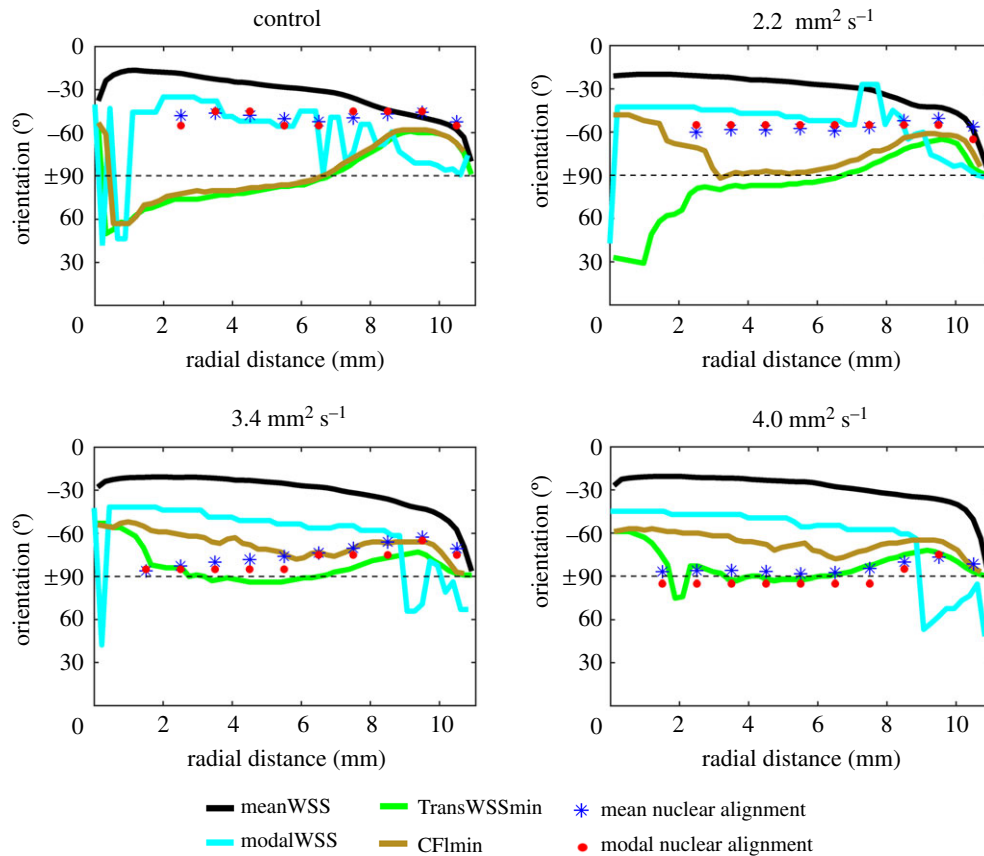 control
2.2 mm² s⁻¹
0
−30
−60
±90
60
30
0
orientation (º)
2 4 6 8 10
radial distance (mm)
0
−30
−60
±90
60
30
0
orientation (º)
2 4 6 8 10
radial distance (mm)
3.4 mm² s⁻¹
4.0 mm² s⁻¹
0
−30
−60
±90
60
30
0
orientation (º)
2 4 6 8 10
radial distance (mm)
0
−30
−60
±90
60
30
0
orientation (º)
2 4 6 8 10
radial distance (mm)
meanWSS TransWSSmin mean nuclear alignment
modalWSS CFlmin modal nuclear alignment